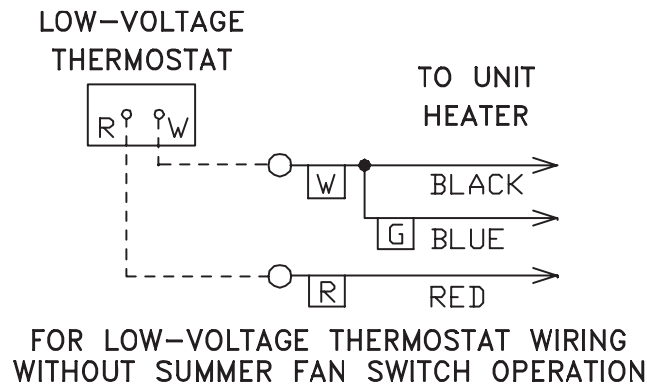 LOW-VOLTAGE
THERMOSTAT
TO UNIT
HEATER
R W
W
BLACK
G
BLUE
R
RED
FOR LOW-VOLTAGE THERMOSTAT WIRING
WITHOUT SUMMER FAN SWITCH OPERATION